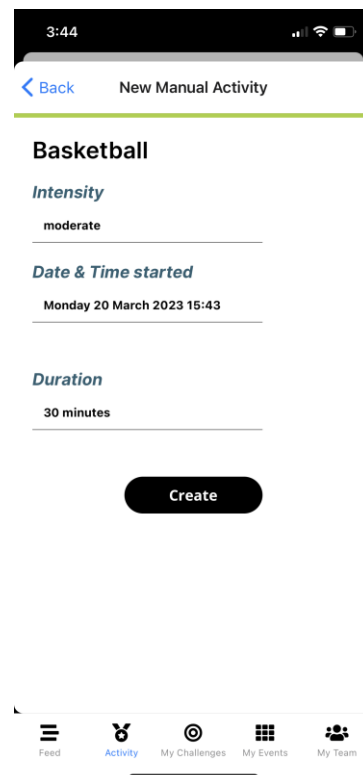 3:44
Back New Manual Activity
Basketball
Intensity
moderate
Date & Time started
Monday 20 March 2023 15:43
Duration
30 minutes
Create
Feed Activity My Challenges My Events My Team